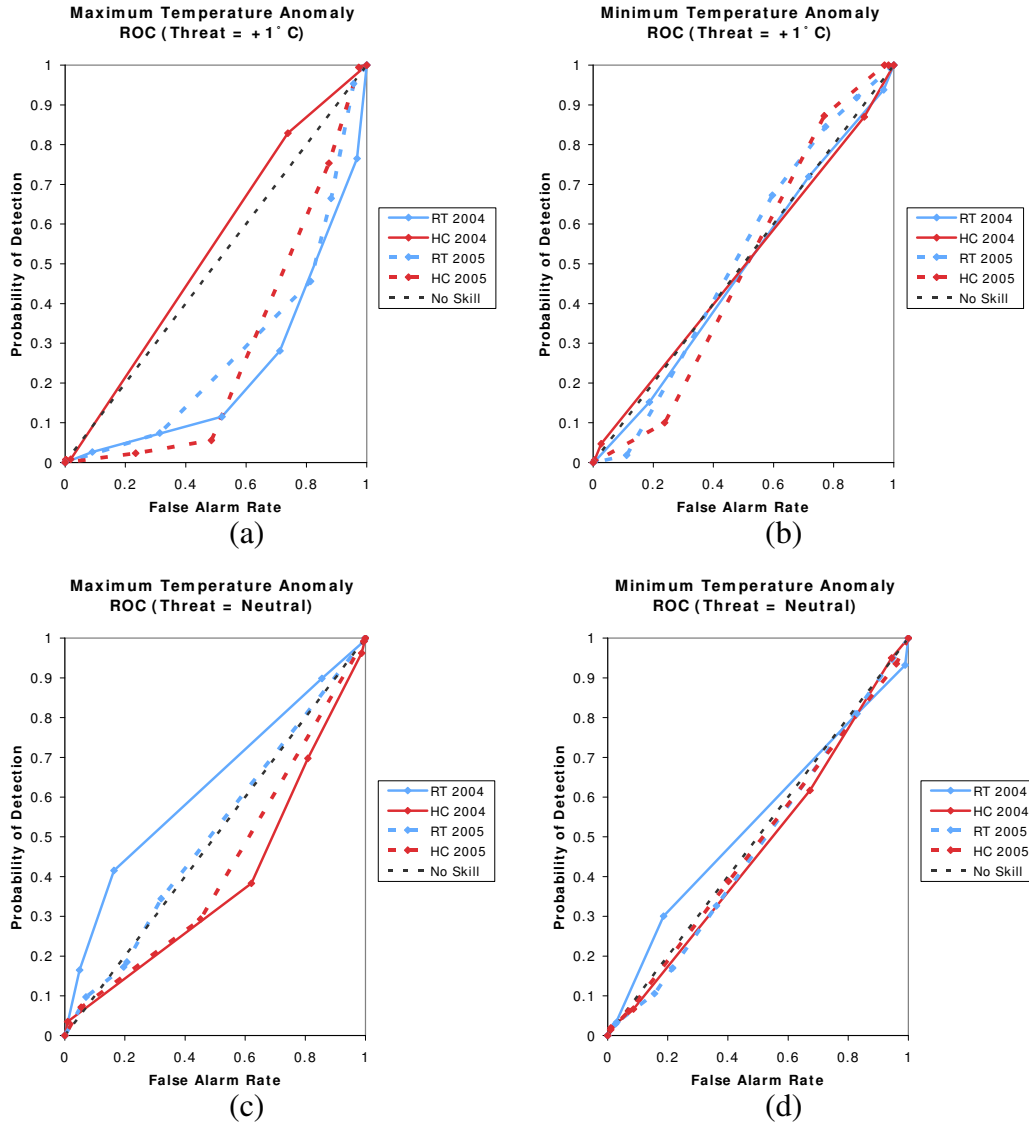 Maximum Temperature Anomaly
ROC (Threat = +1˚C)
1
0.9
0.8
0.7
0.6
0.5
0.4
0.3
0.2
0.1
0
Probability of Detection
0 0.2 0.4 0.6 0.8 1
False Alarm Rate
RT 2004
HC 2004
RT 2005
HC 2005
No Skill
(a)
Minimum Temperature Anomaly
ROC (Threat = +1˚C)
1
0.9
0.8
0.7
0.6
0.5
0.4
0.3
0.2
0.1
0
Probability of Detection
0 0.2 0.4 0.6 0.8 1
False Alarm Rate
RT 2004
HC 2004
RT 2005
HC 2005
No Skill
(b)
Maximum Temperature Anomaly
ROC (Threat = Neutral)
1
0.9
0.8
0.7
0.6
0.5
0.4
0.3
0.2
0.1
0
Probability of Detection
0 0.2 0.4 0.6 0.8 1
False Alarm Rate
RT 2004
HC 2004
RT 2005
HC 2005
No Skill
(c)
Minimum Temperature Anomaly
ROC (Threat = Neutral)
1
0.9
0.8
0.7
0.6
0.5
0.4
0.3
0.2
0.1
0
Probability of Detection
0 0.2 0.4 0.6 0.8 1
False Alarm Rate
RT 2004
HC 2004
RT 2005
HC 2005
No Skill
(d)